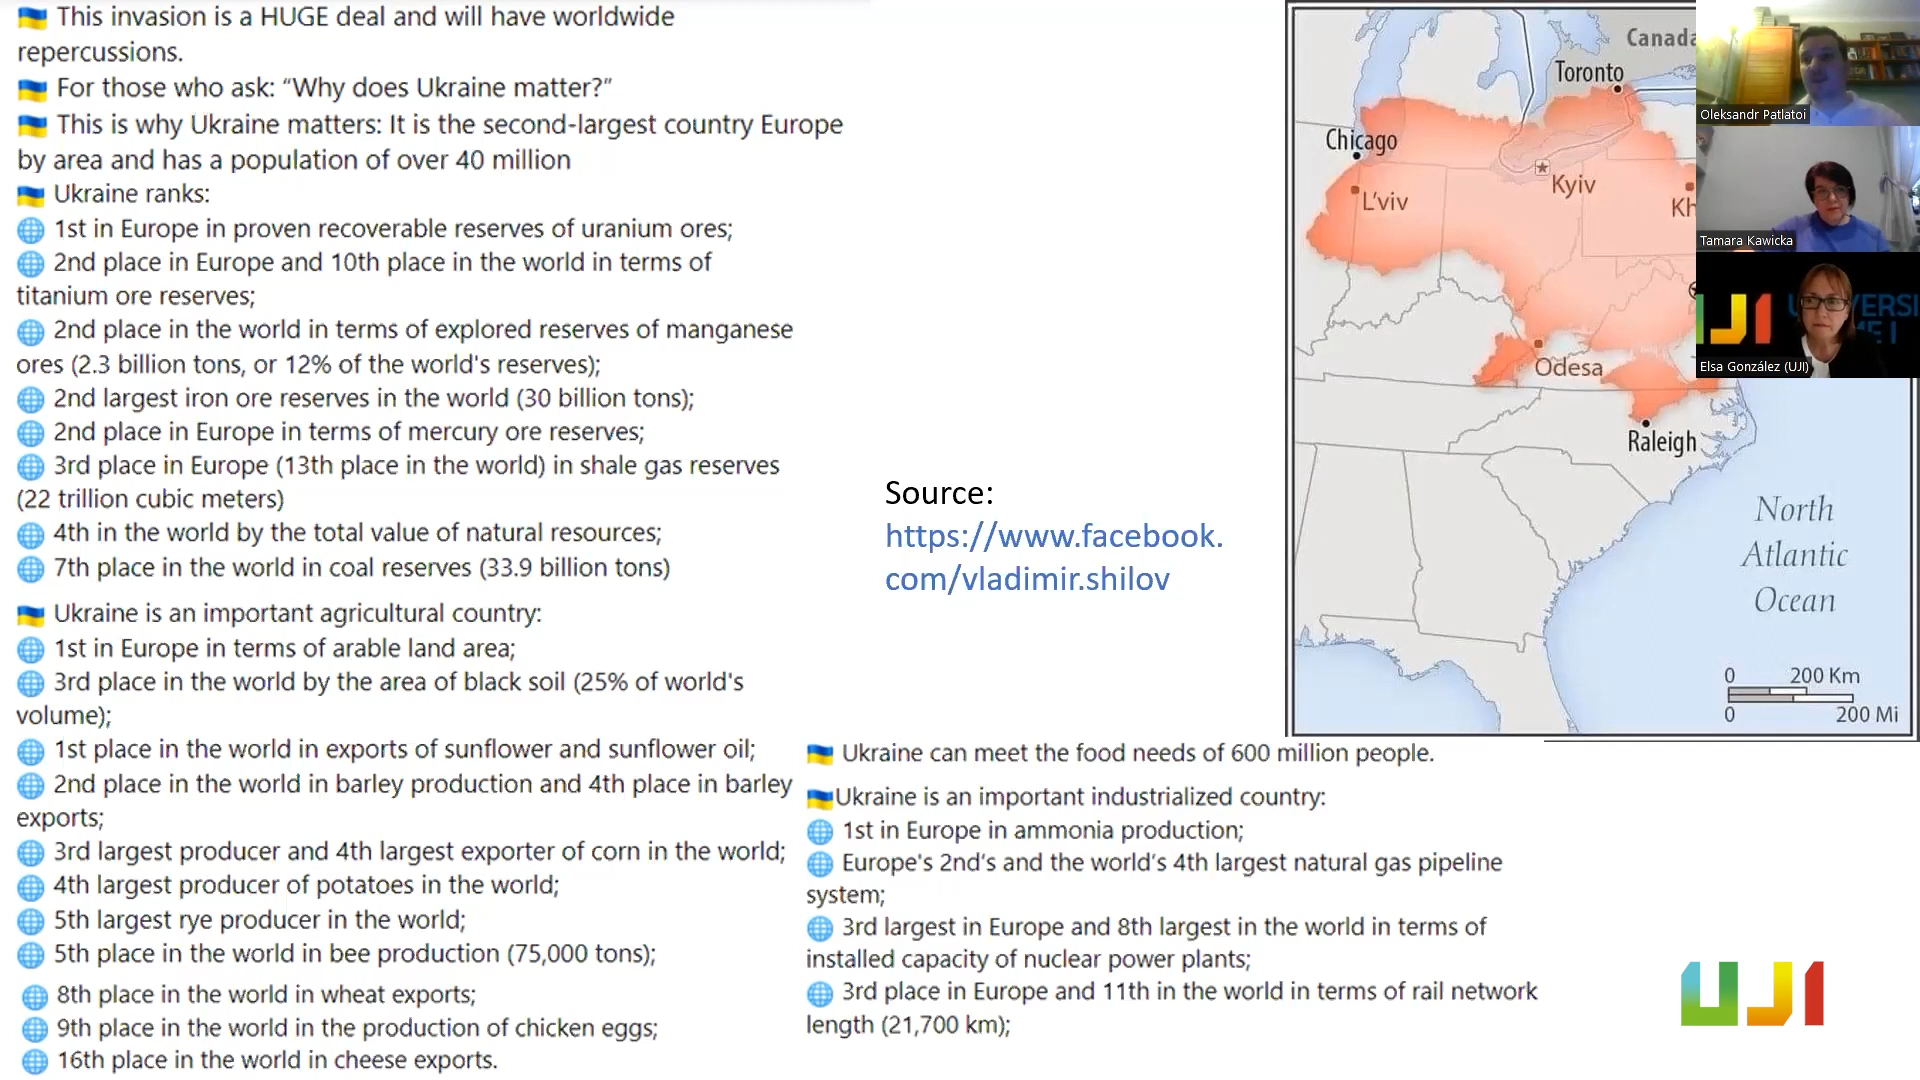 🇺🇦 This invasion is a HUGE deal and will have worldwide
repercussions.
🇺🇦 For those who ask: “Why does Ukraine matter?”
🇺🇦 This is why Ukraine matters: It is the second-largest country Europe
by area and has a population of over 40 million
🇺🇦 Ukraine ranks:
🌐 1st in Europe in proven recoverable reserves of uranium ores;
🌐 2nd place in Europe and 10th place in the world in terms of
titanium ore reserves;
🌐 2nd place in the world in terms of explored reserves of manganese
ores (2.3 billion tons, or 12% of the world's reserves);
🌐 2nd largest iron ore reserves in the world (30 billion tons);
🌐 2nd place in Europe in terms of mercury ore reserves;
🌐 3rd place in Europe (13th place in the world) in shale gas reserves
(22 trillion cubic meters)
🌐 4th in the world by the total value of natural resources;
🌐 7th place in the world in coal reserves (33.9 billion tons)
🇺🇦 Ukraine is an important agricultural country:
🌐 1st in Europe in terms of arable land area;
🌐 3rd place in the world by the area of black soil (25% of world's
volume);
🌐 1st place in the world in exports of sunflower and sunflower oil;
🌐 2nd place in the world in barley production and 4th place in barley
exports;
🌐 3rd largest producer and 4th largest exporter of corn in the world;
🌐 4th largest producer of potatoes in the world;
🌐 5th largest rye producer in the world;
🌐 5th place in the world in bee production (75,000 tons);
🌐 8th place in the world in wheat exports;
🌐 9th place in the world in the production of chicken eggs;
🌐 16th place in the world in cheese exports.
Source:
https://www.facebook.
com/vladimir.shilov
🇺🇦 Ukraine can meet the food needs of 600 million people.
🇺🇦Ukraine is an important industrialized country:
🌐 1st in Europe in ammonia production;
🌐 Europe's 2nd’s and the world’s 4th largest natural gas pipeline
system;
🌐 3rd largest in Europe and 8th largest in the world in terms of
installed capacity of nuclear power plants;
🌐 3rd place in Europe and 11th in the world in terms of rail network
length (21,700 km);
Canada
Toronto
Chicago
Kyiv
L'viv
Kh
Odesa
Raleigh
North
Atlantic
Ocean
0 200 Km
0 200 Mi
Oleksandr Patlatoi
Tamara Kawicka
UJI
Elsa González (UJI)
UJI